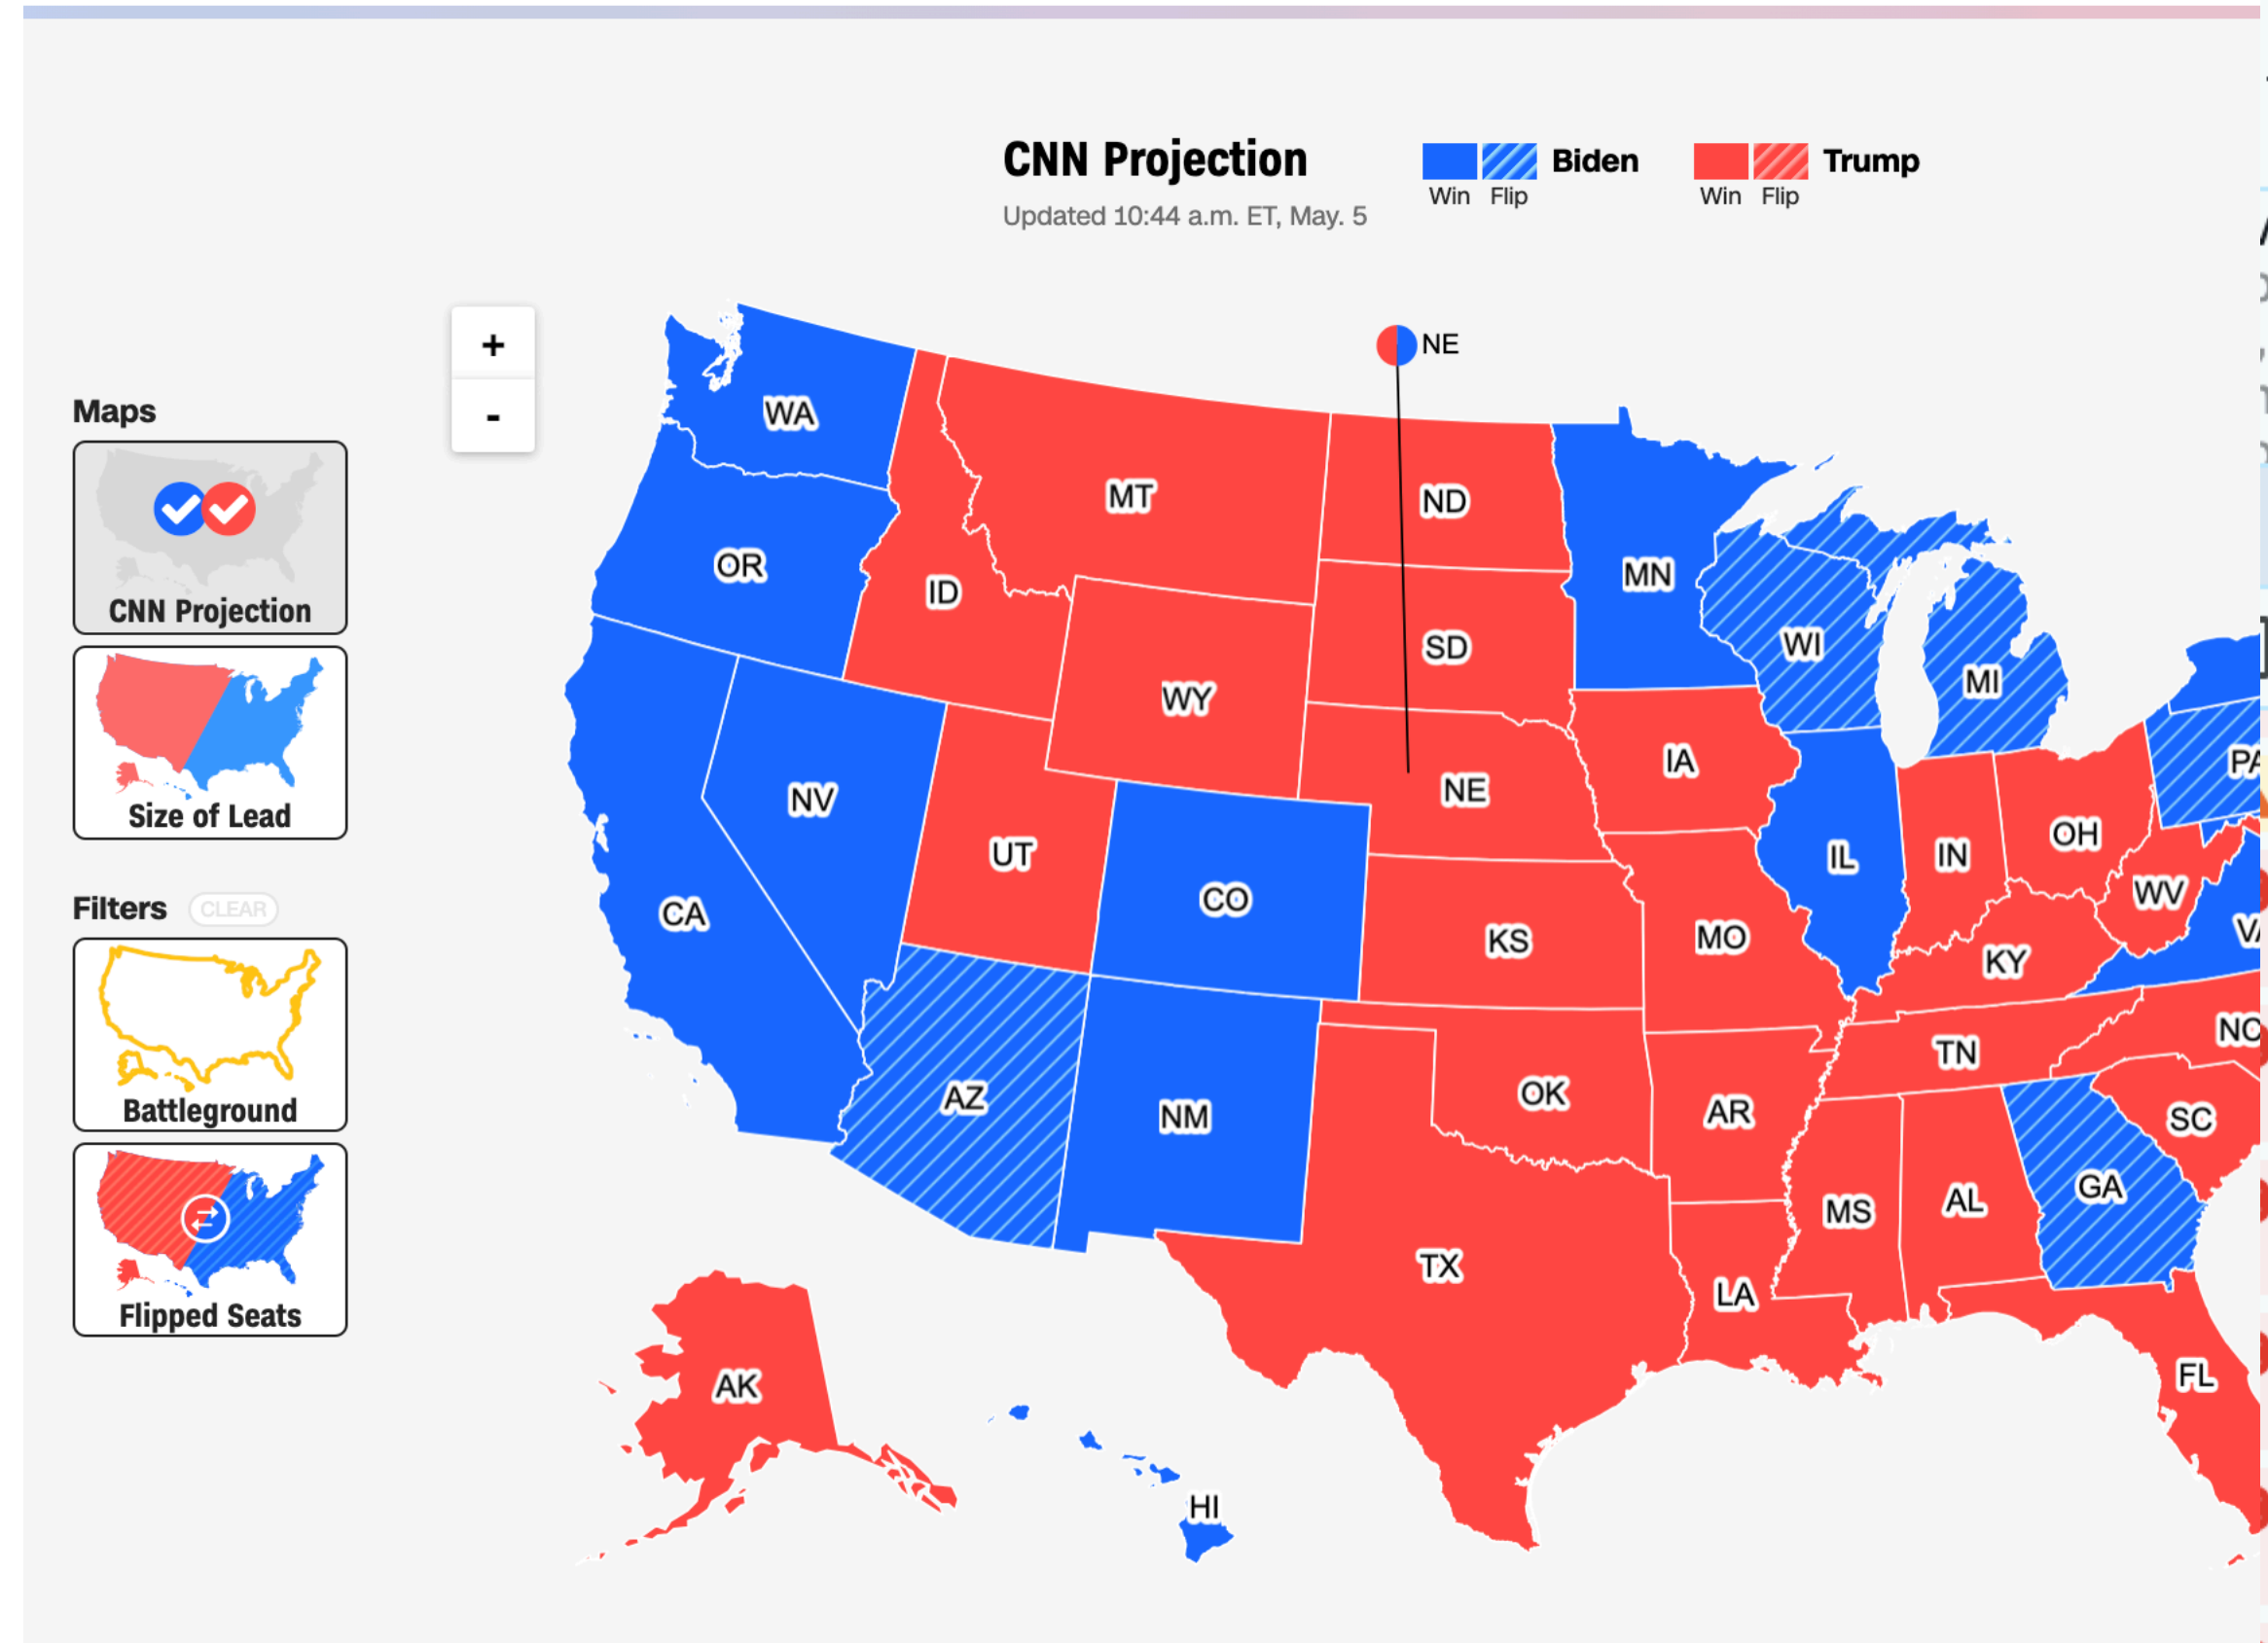 CNN Projection
Updated 10:44 a.m. ET, May. 5
Win Flip Biden
Win Flip Trump
+
-
Maps
CNN Projection
Size of Lead
Filters CLEAR
Battleground
Flipped Seats
NE
WA
MT
ND
OR
ID
MN
SD
WI
WY
MI
IA
PA
NV
NE
UT
OH
IL
IN
CO
WV
CA
KS
MO
KY
NC
TN
AZ
NM
OK
AR
SC
GA
MS
AL
TX
LA
FL
AK
HI